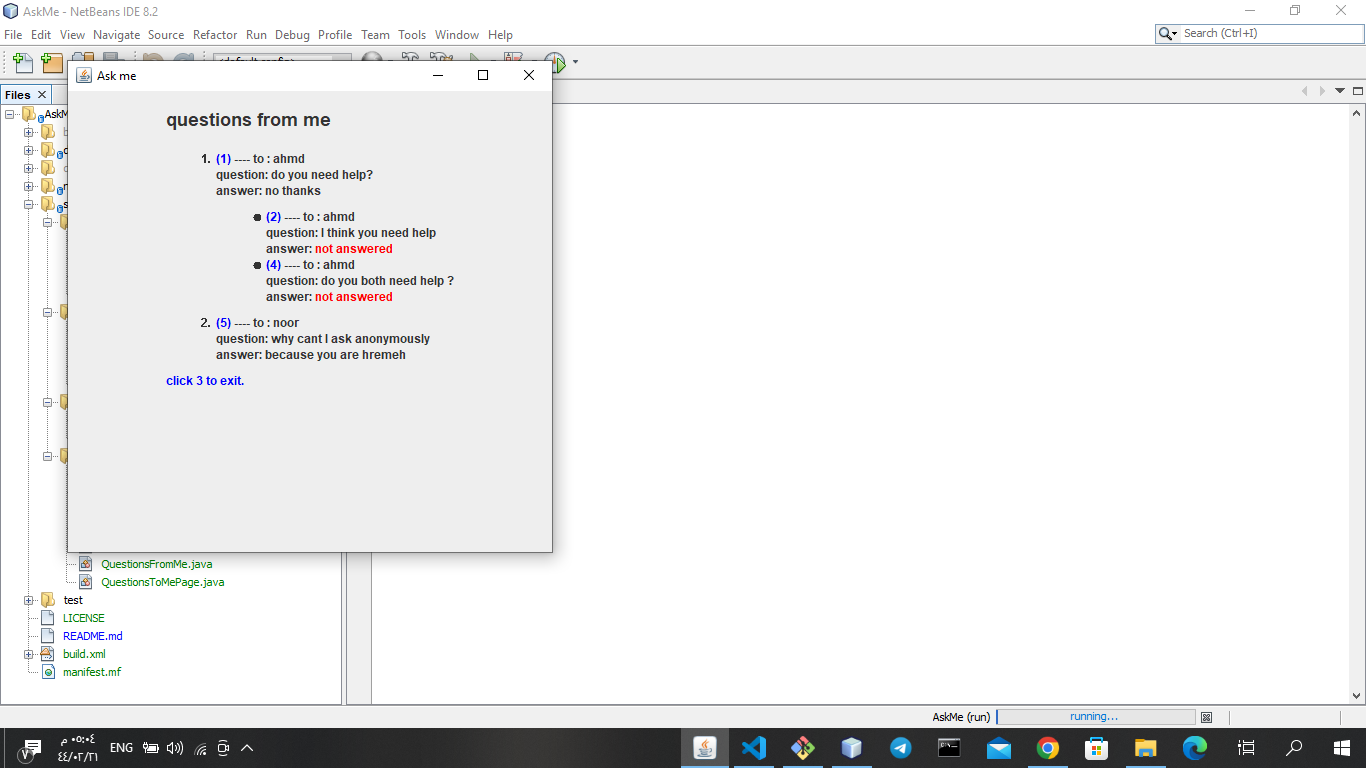 AskMe - NetBeans IDE 8.2
File Edit View Navigate Source Refactor Run Debug Profile Team Tools Window Help
Search (Ctrl+I)
Ask me
Files
questions from me
1. (1) ---- to : ahmd
question: do you need help?
answer: no thanks
(2) ---- to : ahmd
question: I think you need help
answer: not answered
(4) ---- to : ahmd
question: do you both need help ?
answer: not answered
2. (5) ---- to : noor
question: why cant I ask anonymously
answer: because you are hremeh
click 3 to exit.
QuestionsFromMe.java
QuestionsToMePage.java
test
LICENSE
README.md
build.xml
manifest.mf
AskMe (run)
running...
ENG
٠٥:٠٤ م
٤٤/٠٢/٢١